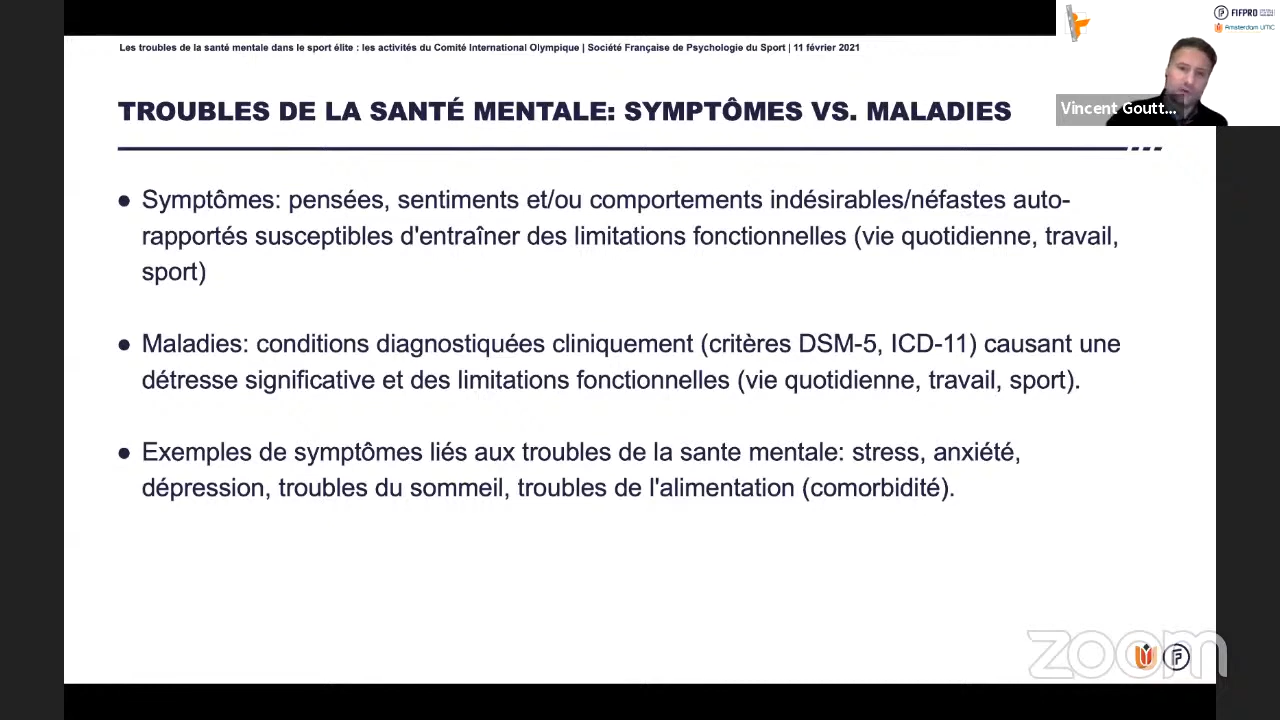 Les troubles de la santé mentale dans le sport élite : les activités du Comité International Olympique | Société Française de Psychologie du Sport | 11 février 2021
FIFPRO
Amsterdam UMC
Vincent Goutt...
TROUBLES DE LA SANTÉ MENTALE: SYMPTÔMES VS. MALADIES
● Symptômes: pensées, sentiments et/ou comportements indésirables/néfastes auto-
rapportés susceptibles d'entraîner des limitations fonctionnelles (vie quotidienne, travail,
sport)
● Maladies: conditions diagnostiquées cliniquement (critères DSM-5, ICD-11) causant une
détresse significative et des limitations fonctionnelles (vie quotidienne, travail, sport).
● Exemples de symptômes liés aux troubles de la sante mentale: stress, anxiété,
dépression, troubles du sommeil, troubles de l'alimentation (comorbidité).
zoom